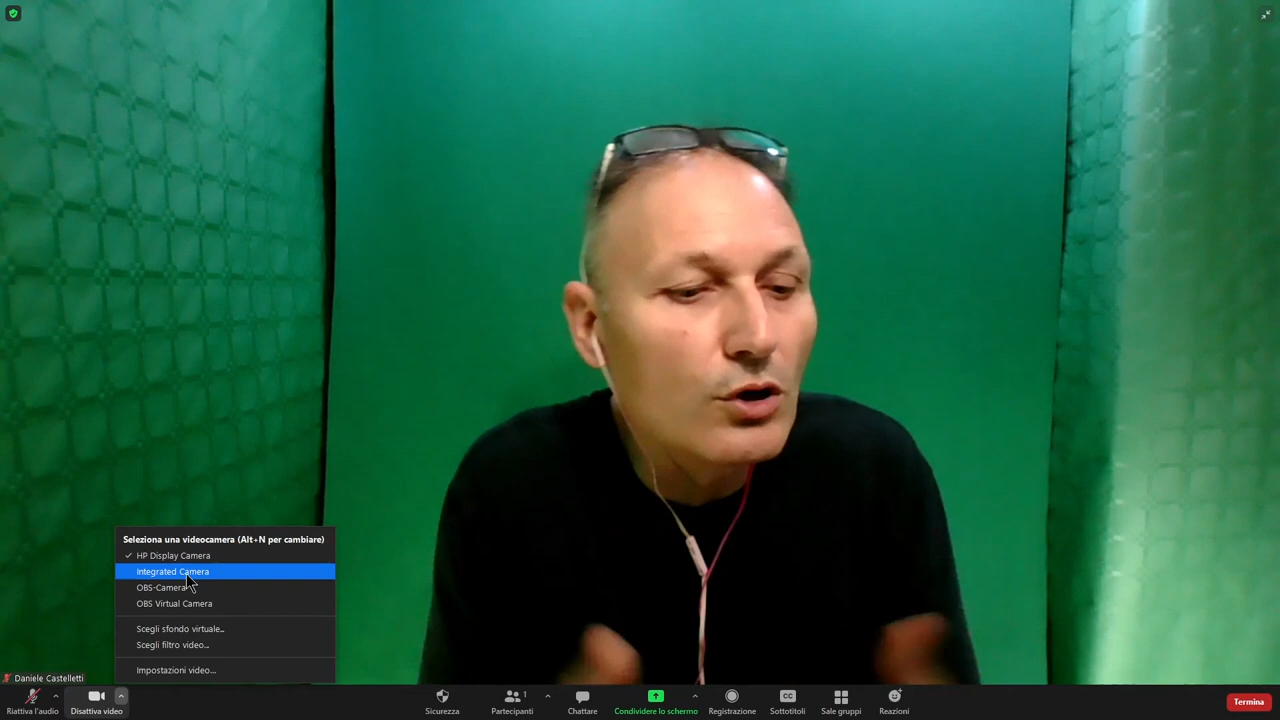 Seleziona una videocamera (Alt+N per cambiare)
HP Display Camera
Integrated Camera
OBS-Camera
OBS Virtual Camera
Scegli sfondo virtuale...
Scegli filtro video...
Impostazioni video...
Daniele Castelletti
Riattiva l'audio
Disattiva video
Sicurezza
Partecipanti
1
Chattare
Condividere lo schermo
Registrazione
CC
Sottotitoli
Sale gruppi
Reazioni
Termina